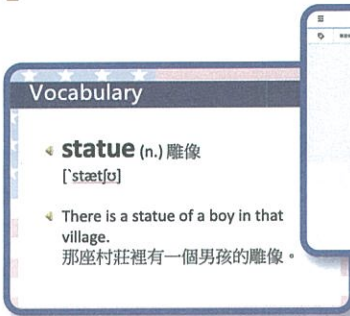 Vocabulary
statue (n.) 雕像
[ˋstætʃʊ]
There is a statue of a boy in that
village.
那座村莊裡有一個男孩的雕像。